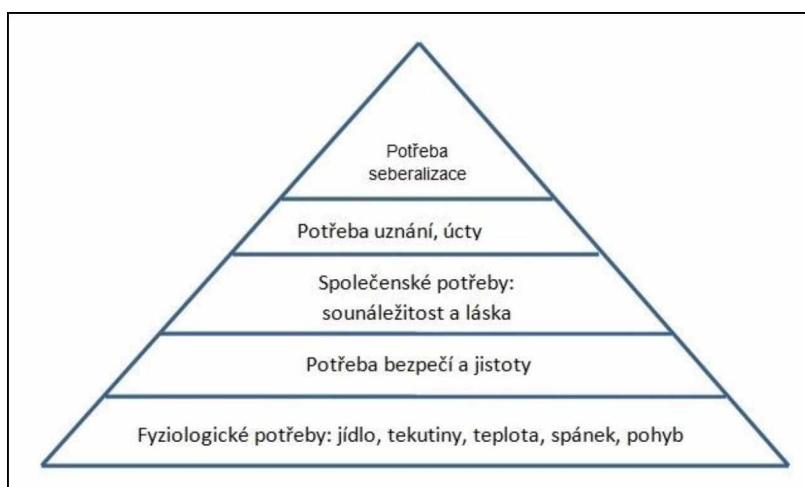 Potřeba
seberalizace
Potřeba uznání, úcty
Společenské potřeby:
sounáležitost a láska
Potřeba bezpečí a jistoty
Fyziologické potřeby: jídlo, tekutiny, teplota, spánek, pohyb